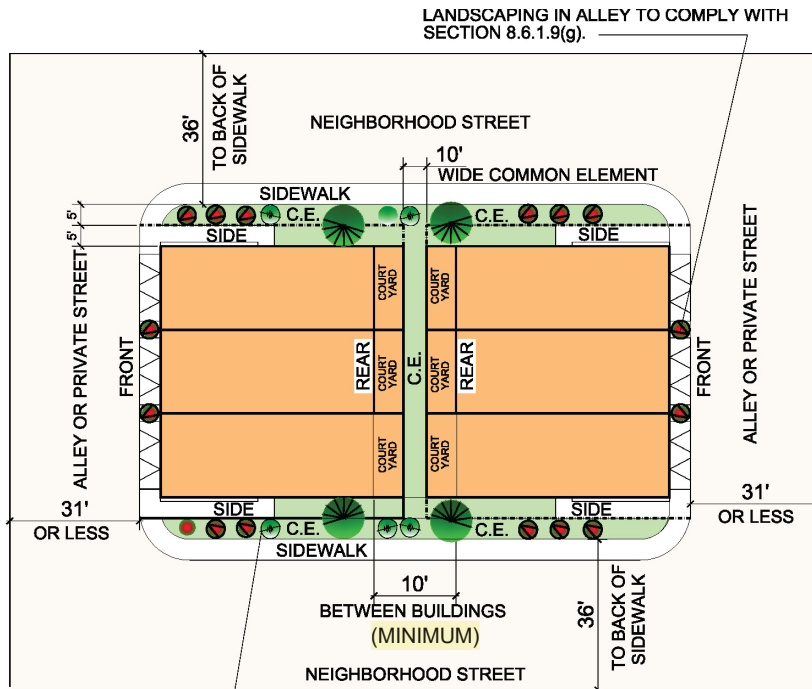 LANDSCAPING IN ALLEY TO COMPLY WITH
SECTION 8.6.1.9(g).
36'
TO BACK OF
SIDEWALK
NEIGHBORHOOD STREET
10'
WIDE COMMON ELEMENT
SIDEWALK
5'
C.E.
C.E.
5'
SIDE
SIDE
ALLEY OR PRIVATE STREET
FRONT
COURT
YARD
COURT
YARD
REAR
COURT
YARD
C.E.
COURT
YARD
REAR
COURT
YARD
COURT
YARD
FRONT
ALLEY OR PRIVATE STREET
SIDE
SIDE
31'
OR LESS
31'
OR LESS
C.E.
C.E.
SIDEWALK
10'
BETWEEN BUILDINGS
(MINIMUM)
36'
TO BACK OF
SIDEWALK
NEIGHBORHOOD STREET